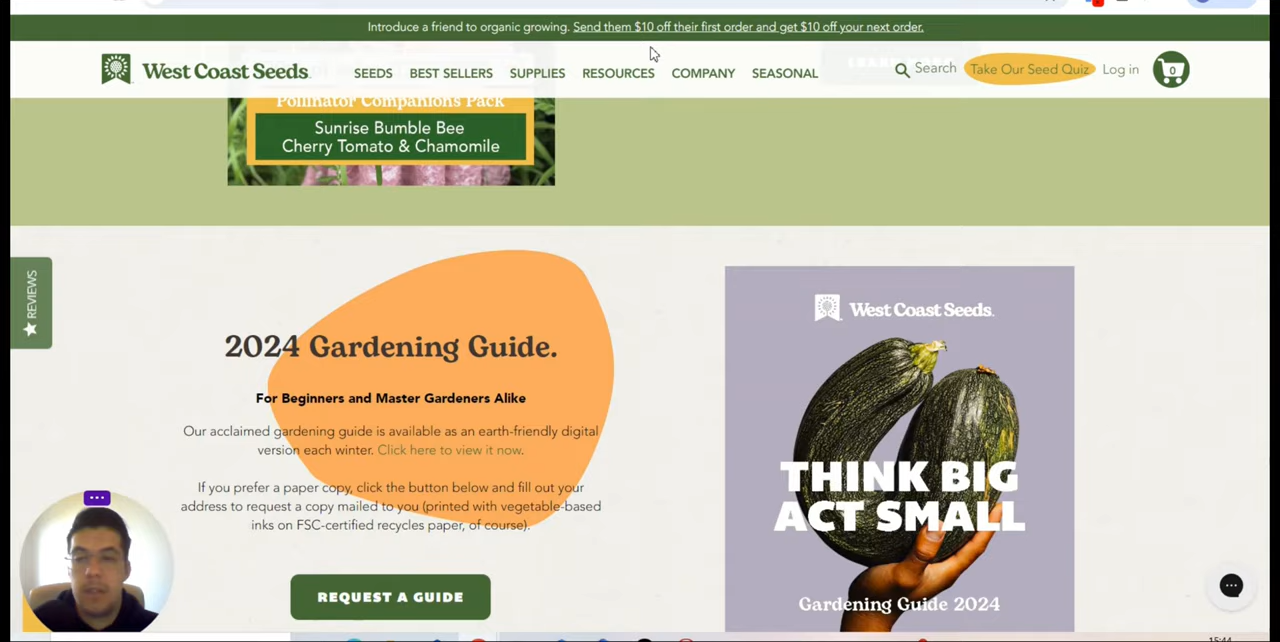 Introduce a friend to organic growing. Send them $10 off their first order and get $10 off your next order.
West Coast Seeds. SEEDS BEST SELLERS SUPPLIES RESOURCES COMPANY SEASONAL Search Take Our Seed Quiz Log in 0
Pollinator Companions Pack
Sunrise Bumble Bee
Cherry Tomato & Chamomile
REVIEWS
2024 Gardening Guide.
For Beginners and Master Gardeners Alike
Our acclaimed gardening guide is available as an earth-friendly digital
version each winter. Click here to view it now.
If you prefer a paper copy, click the button below and fill out your
address to request a copy mailed to you (printed with vegetable-based
inks on FSC-certified recycles paper, of course).
REQUEST A GUIDE
West Coast Seeds.
THINK BIG
ACT SMALL
Gardening Guide 2024